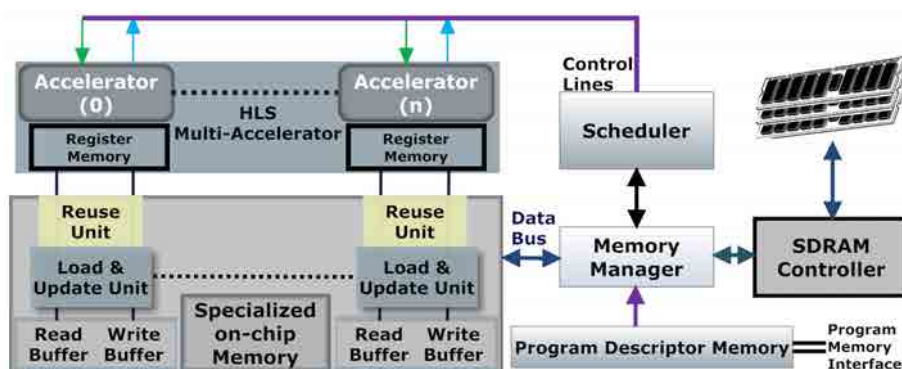 Accelerator
(0)
Accelerator
(n)
HLS
Multi-Accelerator
Register
Memory
Register
Memory
Control
Lines
Scheduler
Reuse
Unit
Reuse
Unit
Data
Bus
Load &
Update Unit
Load &
Update Unit
Memory
Manager
SDRAM
Controller
Read
Buffer
Write
Buffer
Specialized
on-chip
Memory
Read
Buffer
Write
Buffer
Program Descriptor Memory
Program
Memory
Interface